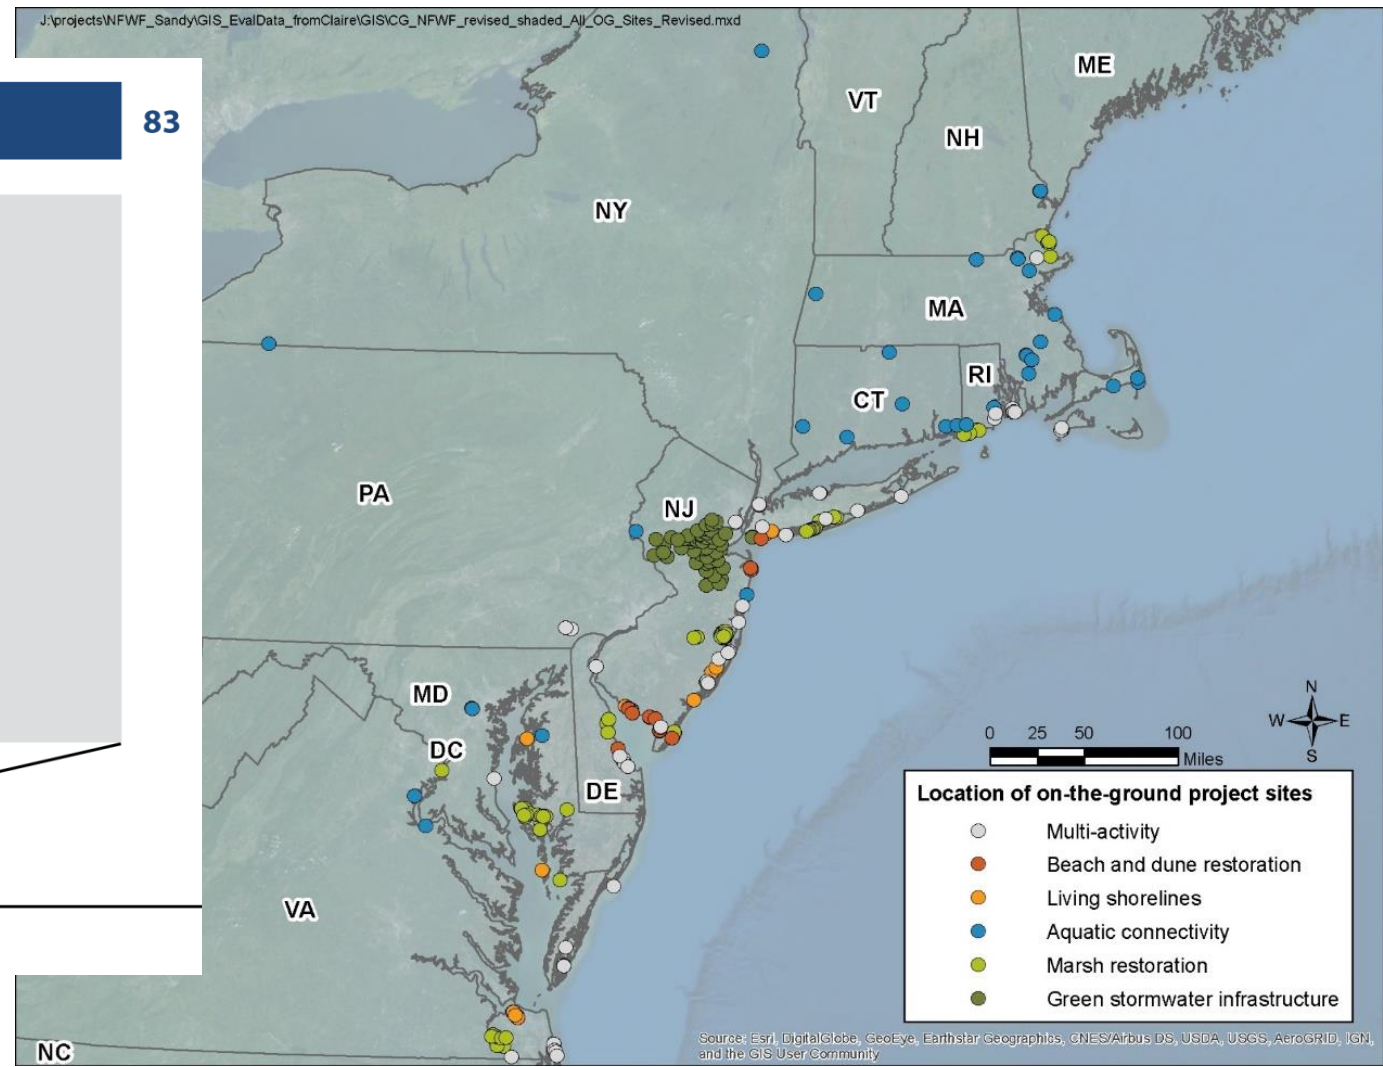 J:\projects\NFWF_Sandy\GIS_EvalData_fromClaire\GIS\CG_NFWF_revised_shaded_All_OG_Sites_Revised.mxd
83
ME
VT
NH
NY
MA
RI
CT
PA
NJ
MD
DC
DE
VA
NC
N
W E
S
0 25 50 100
Miles
Location of on-the-ground project sites
Multi-activity
Beach and dune restoration
Living shorelines
Aquatic connectivity
Marsh restoration
Green stormwater infrastructure
Source: Esri, DigitalGlobe, GeoEye, Earthstar Geographics, CNES/Airbus DS, USDA, USGS, AeroGRID, IGN,
and the GIS User Community